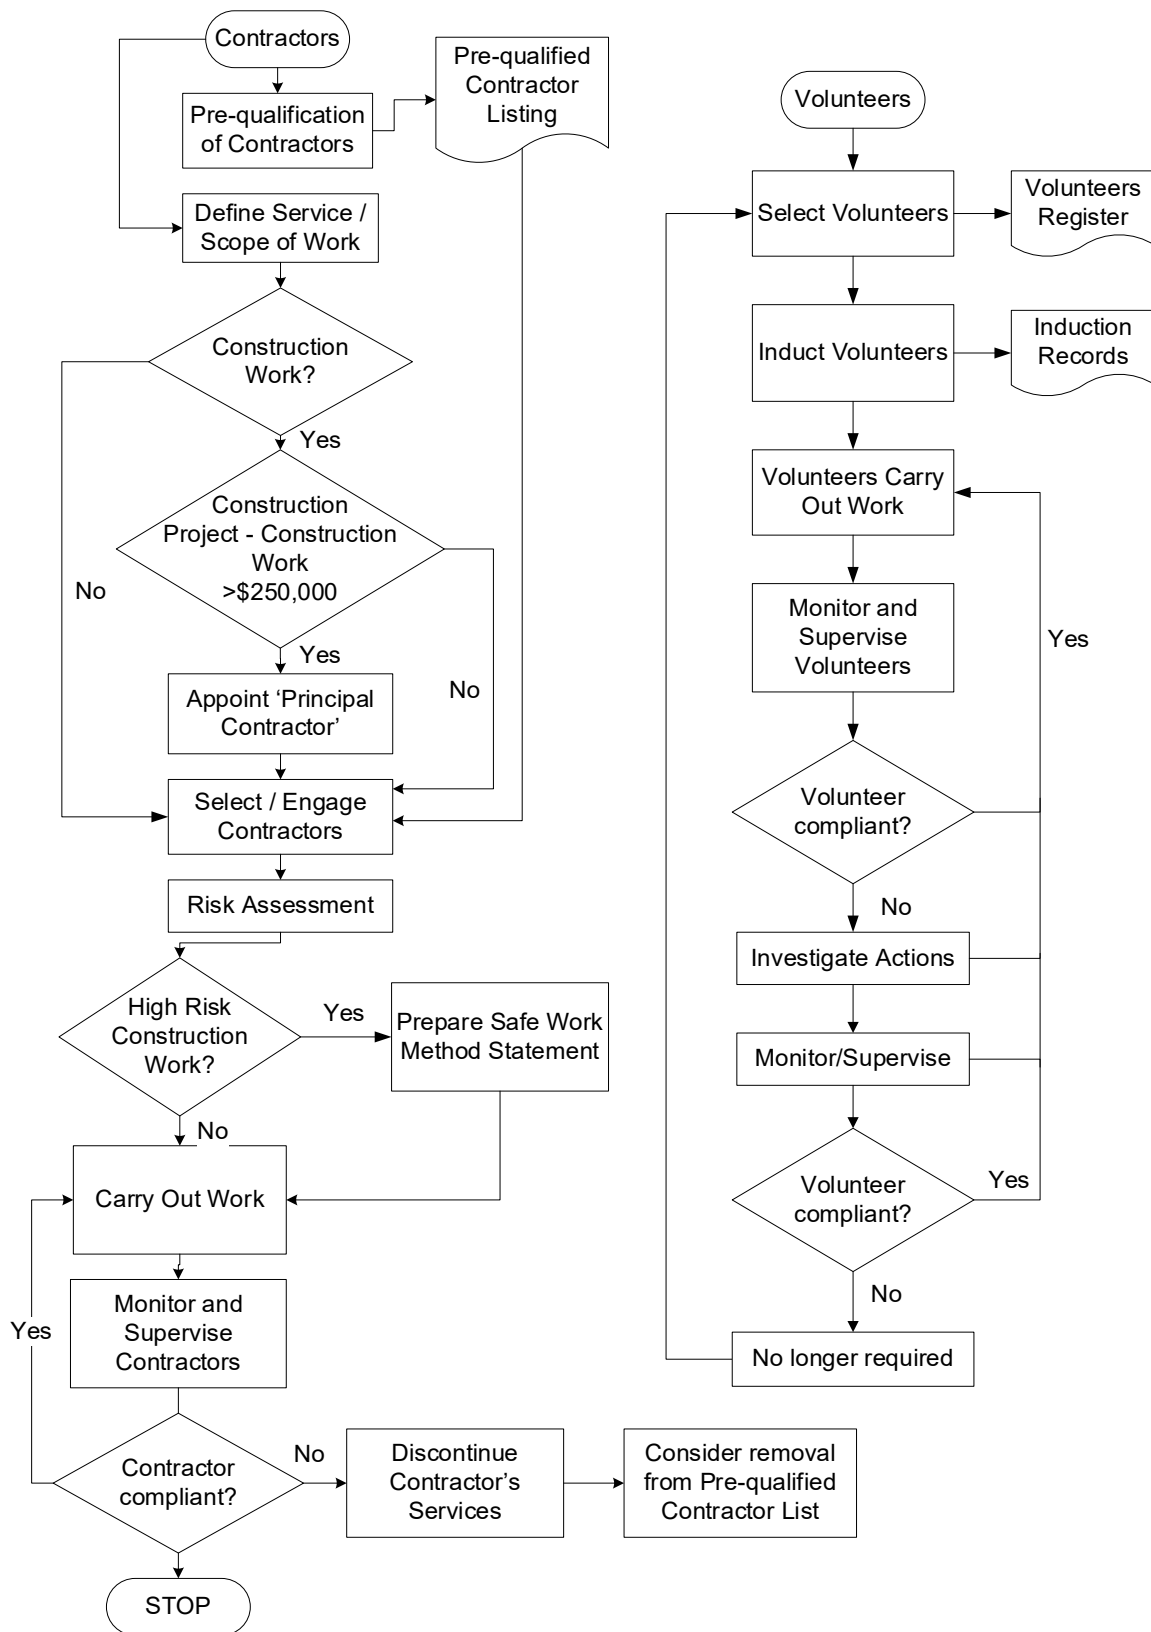 Contractors
Pre-qualification
of Contractors
Pre-qualified
Contractor
Listing
Define Service /
Scope of Work
Construction
Work?
Yes
No
Construction
Project - Construction
Work
>$250,000
Yes
No
Appoint ‘Principal
Contractor’
Select / Engage
Contractors
Risk Assessment
High Risk
Construction
Work?
Yes
Prepare Safe Work
Method Statement
No
Carry Out Work
Monitor and
Supervise
Contractors
Yes
Contractor
compliant?
No
Discontinue
Contractor’s
Services
Consider removal
from Pre-qualified
Contractor List
STOP
Volunteers
Select Volunteers
Volunteers
Register
Induct Volunteers
Induction
Records
Volunteers Carry
Out Work
Monitor and
Supervise
Volunteers
Yes
Volunteer
compliant?
No
Investigate Actions
Monitor/Supervise
Volunteer
compliant?
Yes
No
No longer required